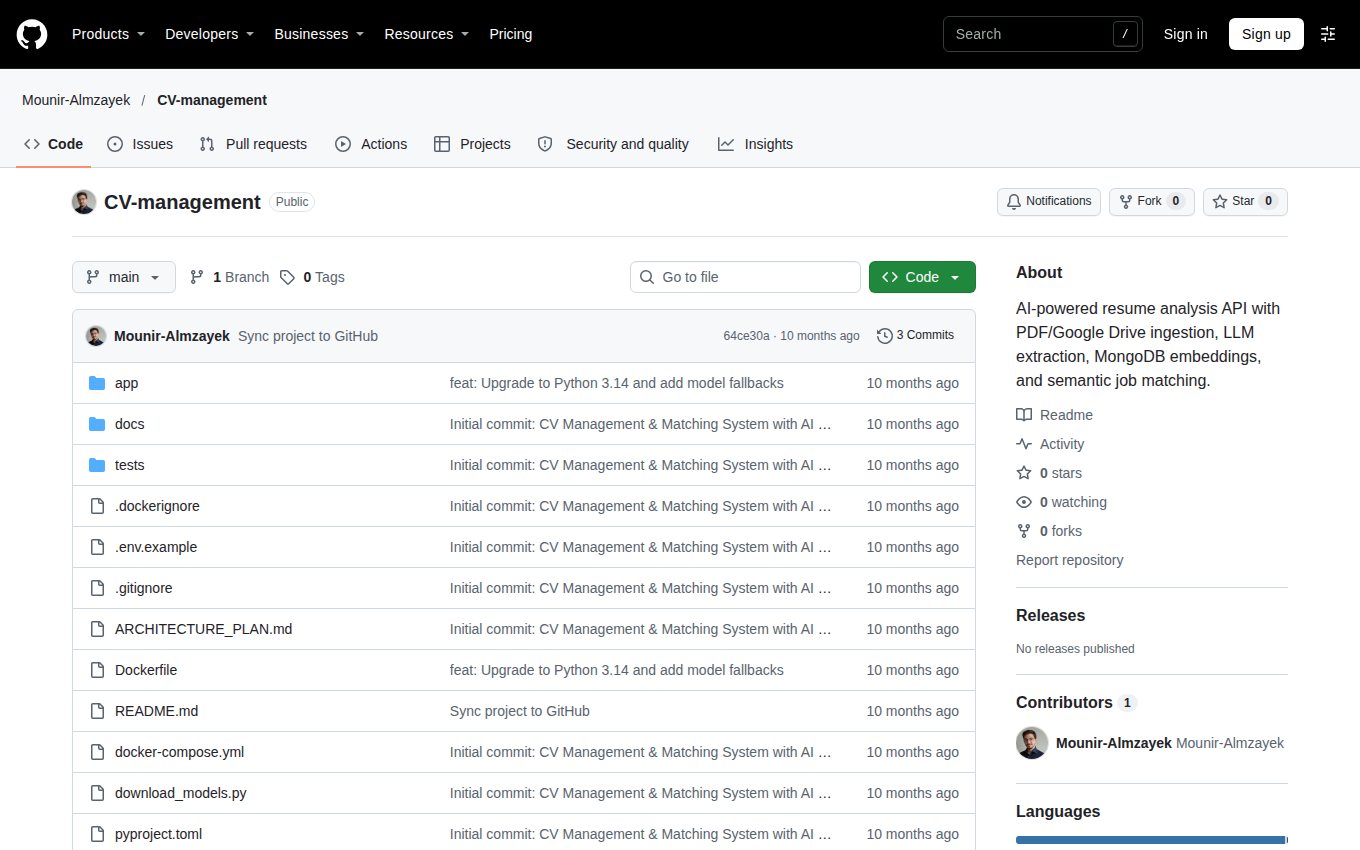 Products Developers Businesses Resources Pricing Search / Sign in Sign up
Mounir-Almzayek / CV-management
Code Issues Pull requests Actions Projects Security and quality Insights
CV-management Public Notifications Fork 0 Star 0
main 1 Branch 0 Tags Go to file Code
Mounir-Almzayek Sync project to GitHub 64ce30a · 10 months ago 3 Commits
app feat: Upgrade to Python 3.14 and add model fallbacks 10 months ago
docs Initial commit: CV Management & Matching System with AI … 10 months ago
tests Initial commit: CV Management & Matching System with AI … 10 months ago
.dockerignore Initial commit: CV Management & Matching System with AI … 10 months ago
.env.example Initial commit: CV Management & Matching System with AI … 10 months ago
.gitignore Initial commit: CV Management & Matching System with AI … 10 months ago
ARCHITECTURE_PLAN.md Initial commit: CV Management & Matching System with AI … 10 months ago
Dockerfile feat: Upgrade to Python 3.14 and add model fallbacks 10 months ago
README.md Sync project to GitHub 10 months ago
docker-compose.yml Initial commit: CV Management & Matching System with AI … 10 months ago
download_models.py Initial commit: CV Management & Matching System with AI … 10 months ago
pyproject.toml Initial commit: CV Management & Matching System with AI … 10 months ago
About
AI-powered resume analysis API with
PDF/Google Drive ingestion, LLM
extraction, MongoDB embeddings,
and semantic job matching.
Readme
Activity
0 stars
0 watching
0 forks
Report repository
Releases
No releases published
Contributors 1
Mounir-Almzayek Mounir-Almzayek
Languages